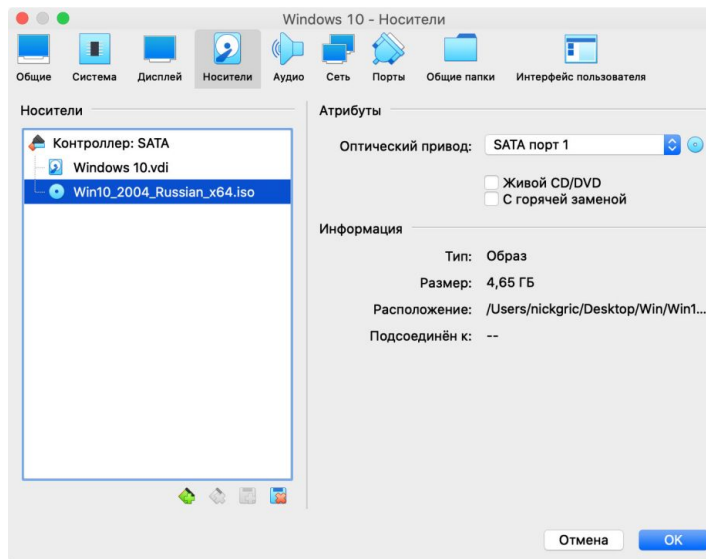 Windows 10 - Носители
Общие Система Дисплей Носители Аудио Сеть Порты Общие папки Интерфейс пользователя
Носители
Контроллер: SATA
Windows 10.vdi
Win10_2004_Russian_x64.iso
Атрибуты
Оптический привод: SATA порт 1
Живой CD/DVD
С горячей заменой
Информация
Тип: Образ
Размер: 4,65 ГБ
Расположение: /Users/nickgric/Desktop/Win/Win1...
Подсоединён к: --
Отмена OK